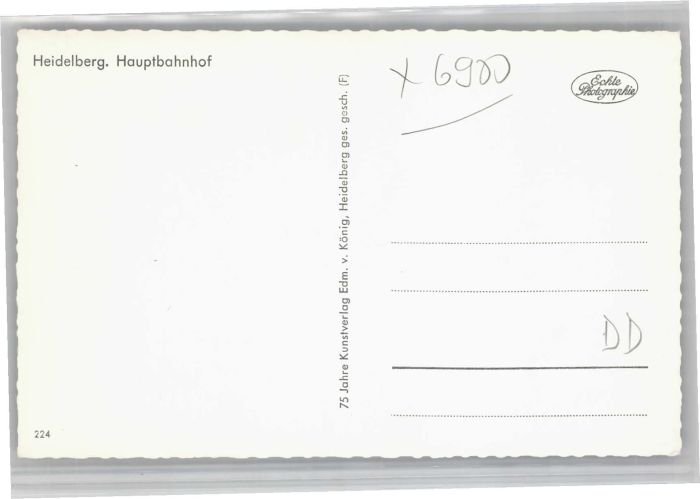 Heidelberg. Hauptbahnhof
x 6900
Echte
Photographie
75 Jahre Kunstverlag Edm. v. König, Heidelberg ges. gesch. (F)
DD
224